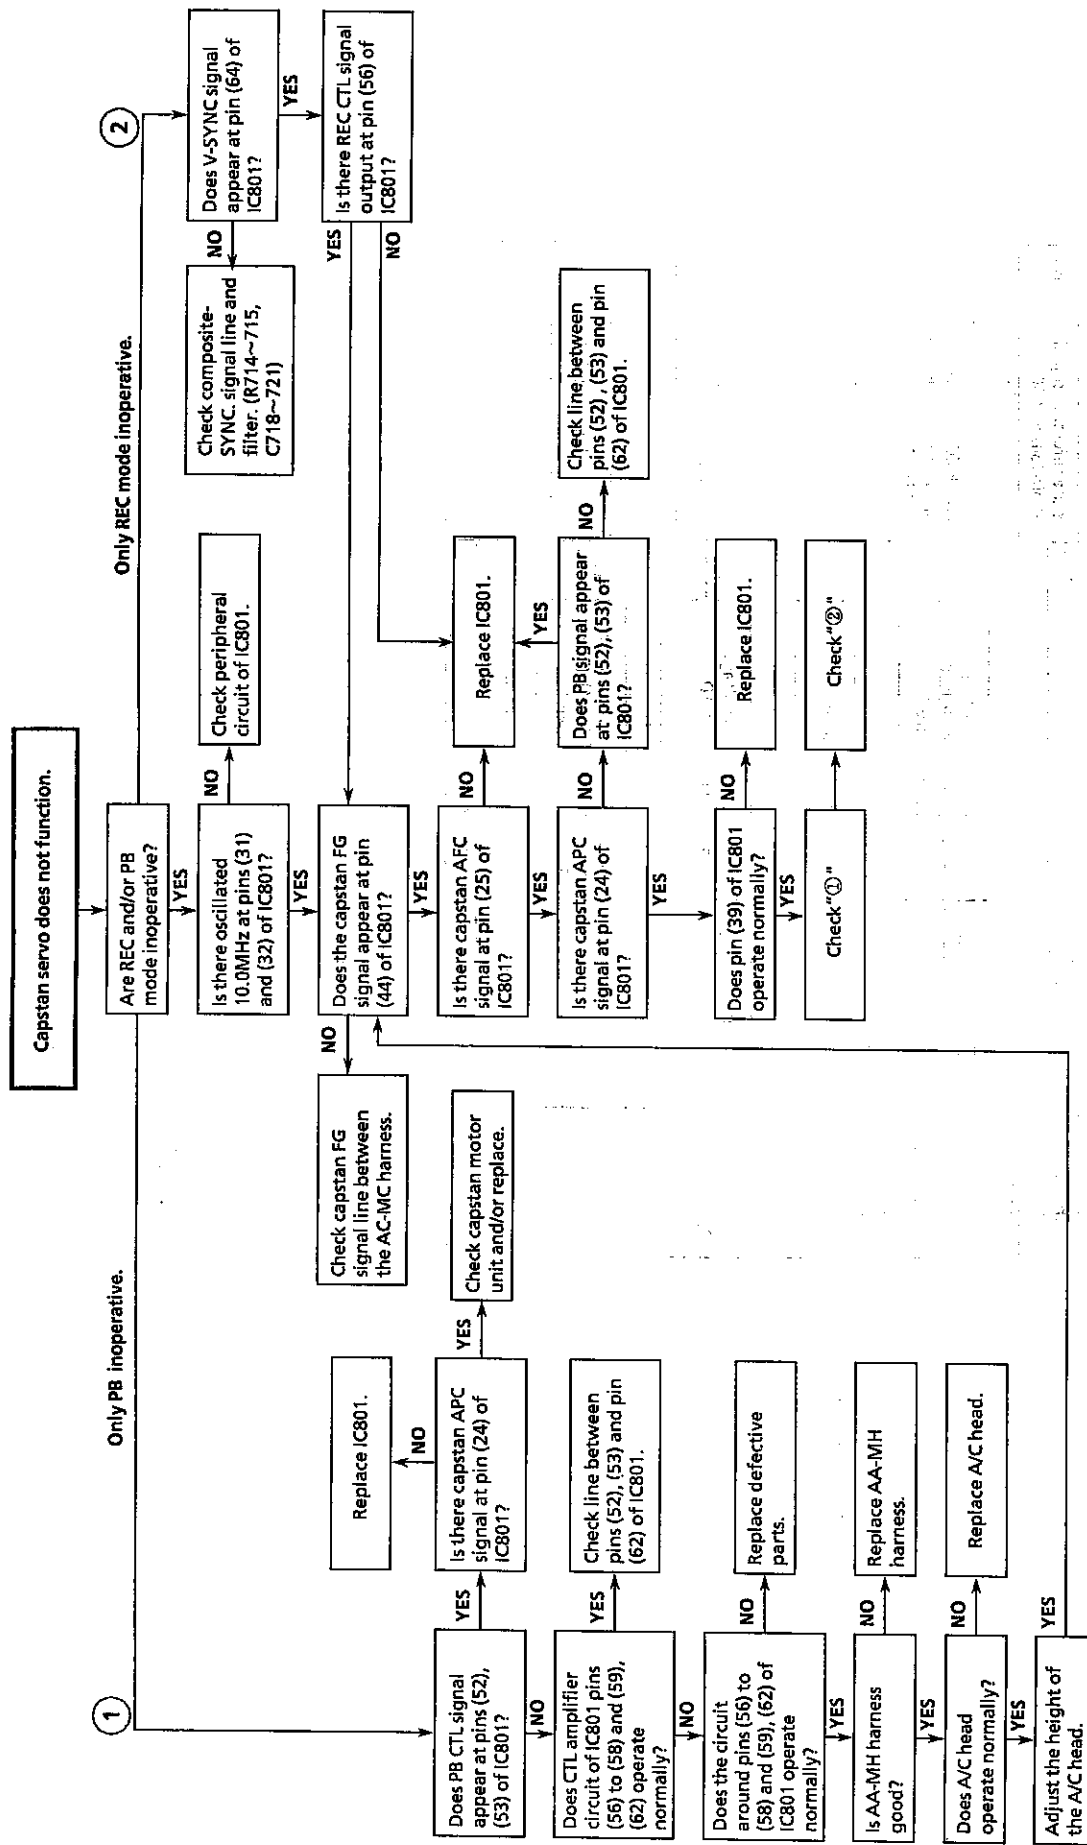 Capstan servo does not function.
Are REC and/or PB
mode inoperative?
Only PB inoperative.
①
Only REC mode inoperative.
②
YES
Is there oscillated
10.0MHz at pins (31)
and (32) of IC801?
NO
Check peripheral
circuit of IC801.
YES
Does the capstan FG
signal appear at pin
(44) of IC801?
NO
Check capstan FG
signal line between
the AC-MC harness.
YES
Is there capstan AFC
signal at pin (25) of
IC801?
NO
Replace IC801.
YES
Is there capstan APC
signal at pin (24) of
IC801?
NO
Does PB(signal appear
at pins (52), (53) of
IC801?
YES
NO
Check line between
pins (52) , (53) and pin
(62) of IC801.
YES
Does pin (39) of IC801
operate normally?
NO
Replace IC801.
YES
Check"①"
Check"②"
Does V-SYNC signal
appear at pin (64) of
IC801?
NO
Check composite-
SYNC. signal line and
filter. (R714~715,
C718~721)
YES
Is there REC CTL signal
output at pin (56) of
IC801?
YES
NO
Does PB CTL signal
appear at pins (52),
(53) of IC801?
YES
Is there capstan APC
signal at pin (24) of
IC801?
NO
Replace IC801.
YES
Check capstan motor
unit and/or replace.
NO
Does CTL amplifier
circuit of IC801 pins
(56) to (58) and (59),
(62) operate
normally?
YES
Check line between
pins (52), (53) and pin
(62) of IC801.
NO
Does the circuit
around pins (56) to
(58) and (59), (62) of
IC801 operate
normally?
NO
Replace defective
parts.
YES
Is AA-MH harness
good?
NO
Replace AA-MH
harness.
YES
Does A/C head
operate normally?
NO
Replace A/C head.
YES
Adjust the height of
the A/C head.
YES